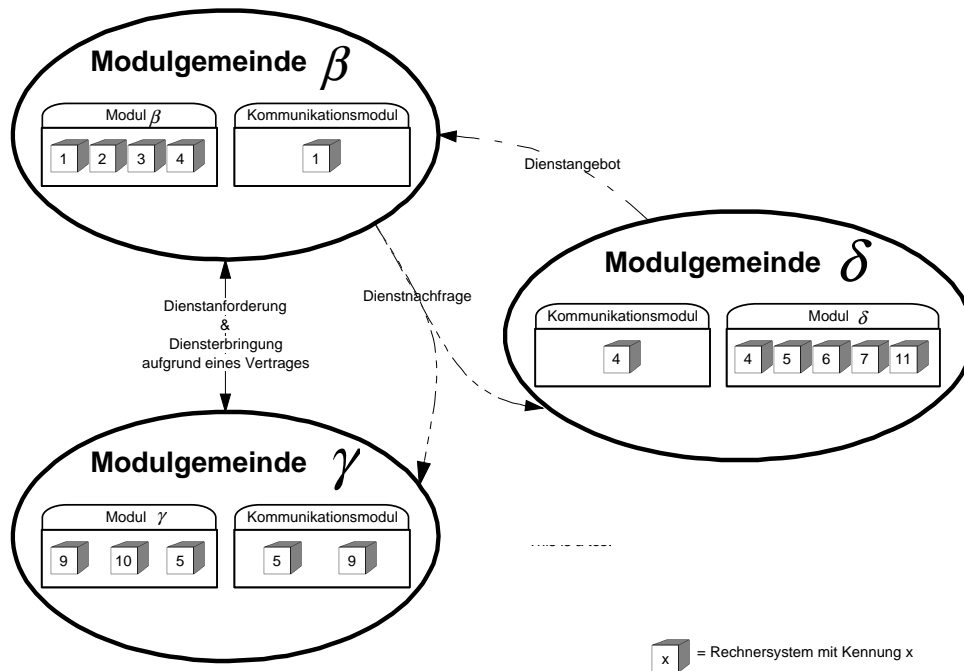 Modulgemeinde β
Modul β
Kommunikationsmodul
1 2 3 4
1
Dienstangebot
Modulgemeinde δ
Kommunikationsmodul
Modul δ
4
4 5 6 7 11
Dienstnachfrage
Dienstanforderung
&
Diensterbringung
aufgrund eines Vertrages
Modulgemeinde γ
Modul γ
Kommunikationsmodul
9 10 5
5 9
x = Rechnersystem mit Kennung x